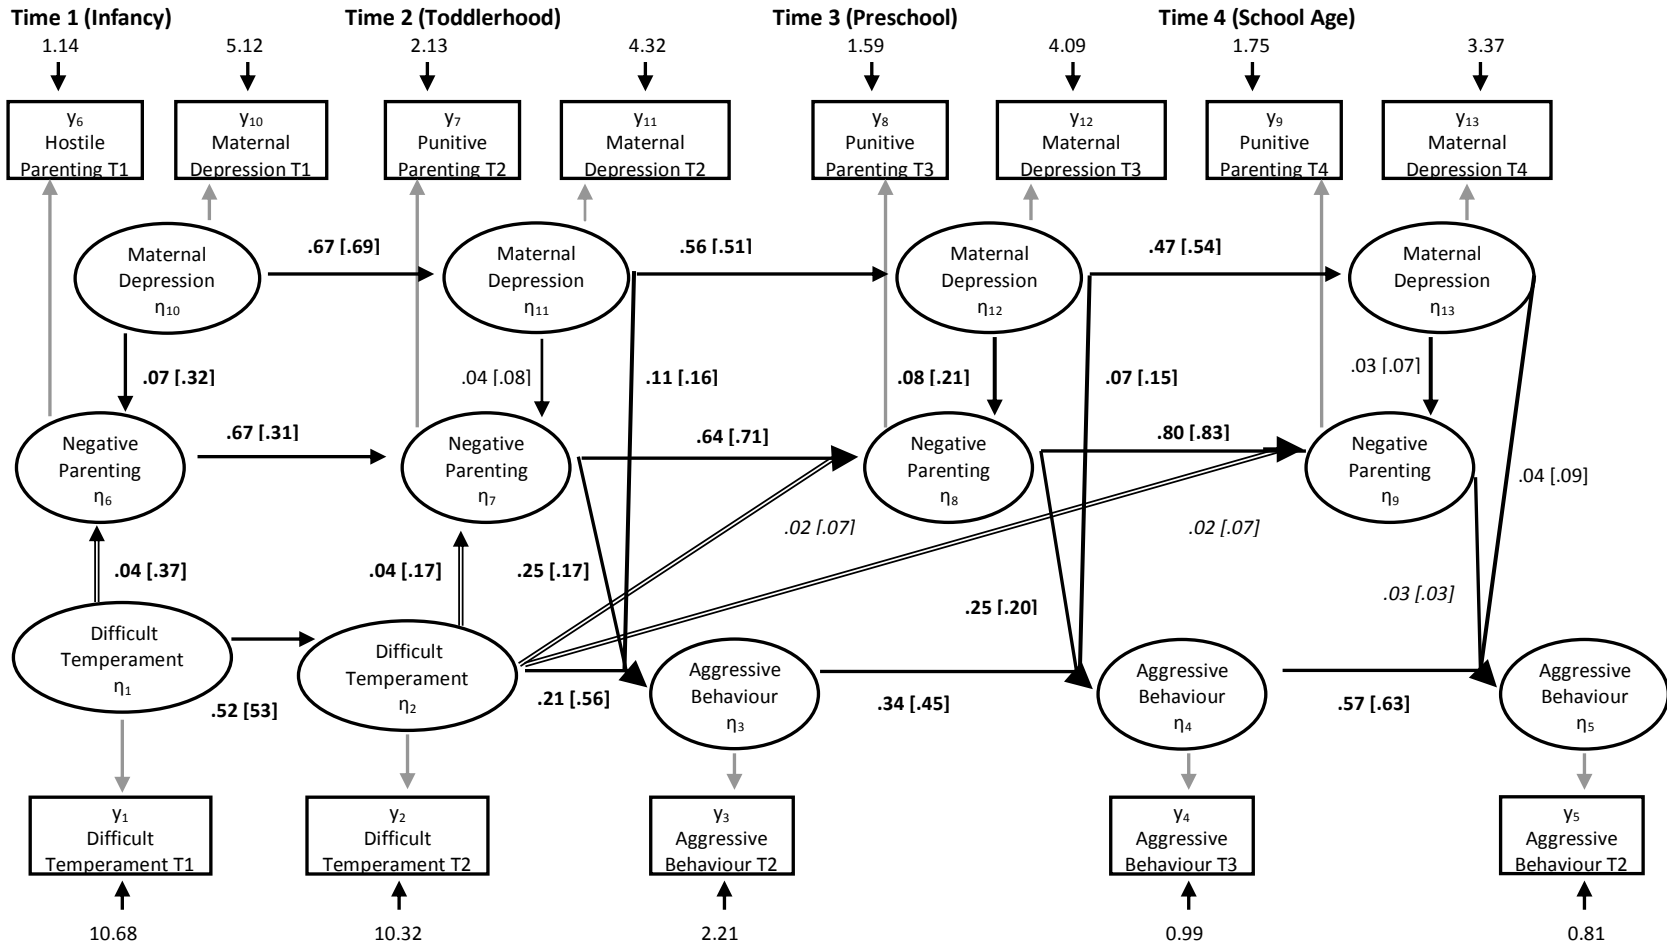 Time 1 (Infancy)
Time 2 (Toddlerhood)
Time 3 (Preschool)
Time 4 (School Age)
1.14
5.12
2.13
4.32
1.59
4.09
1.75
3.37
y₆
Hostile
Parenting T1
y₁₀
Maternal
Depression T1
y₇
Punitive
Parenting T2
y₁₁
Maternal
Depression T2
y₈
Punitive
Parenting T3
y₁₂
Maternal
Depression T3
y₉
Punitive
Parenting T4
y₁₃
Maternal
Depression T4
Maternal
Depression
η₁₀
.67 [.69]
Maternal
Depression
η₁₁
.56 [.51]
Maternal
Depression
η₁₂
.47 [.54]
Maternal
Depression
η₁₃
.07 [.32]
.04 [.08]
.11 [.16]
.08 [.21]
.07 [.15]
.03 [.07]
Negative
Parenting
η₆
.67 [.31]
Negative
Parenting
η₇
.64 [.71]
Negative
Parenting
η₈
.80 [.83]
Negative
Parenting
η₉
.04 [.09]
.02 [.07]
.02 [.07]
.04 [.37]
.04 [.17]
.25 [.17]
.25 [.20]
.03 [.03]
Difficult
Temperament
η₁
.52 [53]
Difficult
Temperament
η₂
.21 [.56]
Aggressive
Behaviour
η₃
.34 [.45]
Aggressive
Behaviour
η₄
.57 [.63]
Aggressive
Behaviour
η₅
y₁
Difficult
Temperament T1
y₂
Difficult
Temperament T2
y₃
Aggressive
Behaviour T2
y₄
Aggressive
Behaviour T3
y₅
Aggressive
Behaviour T2
10.68
10.32
2.21
0.99
0.81